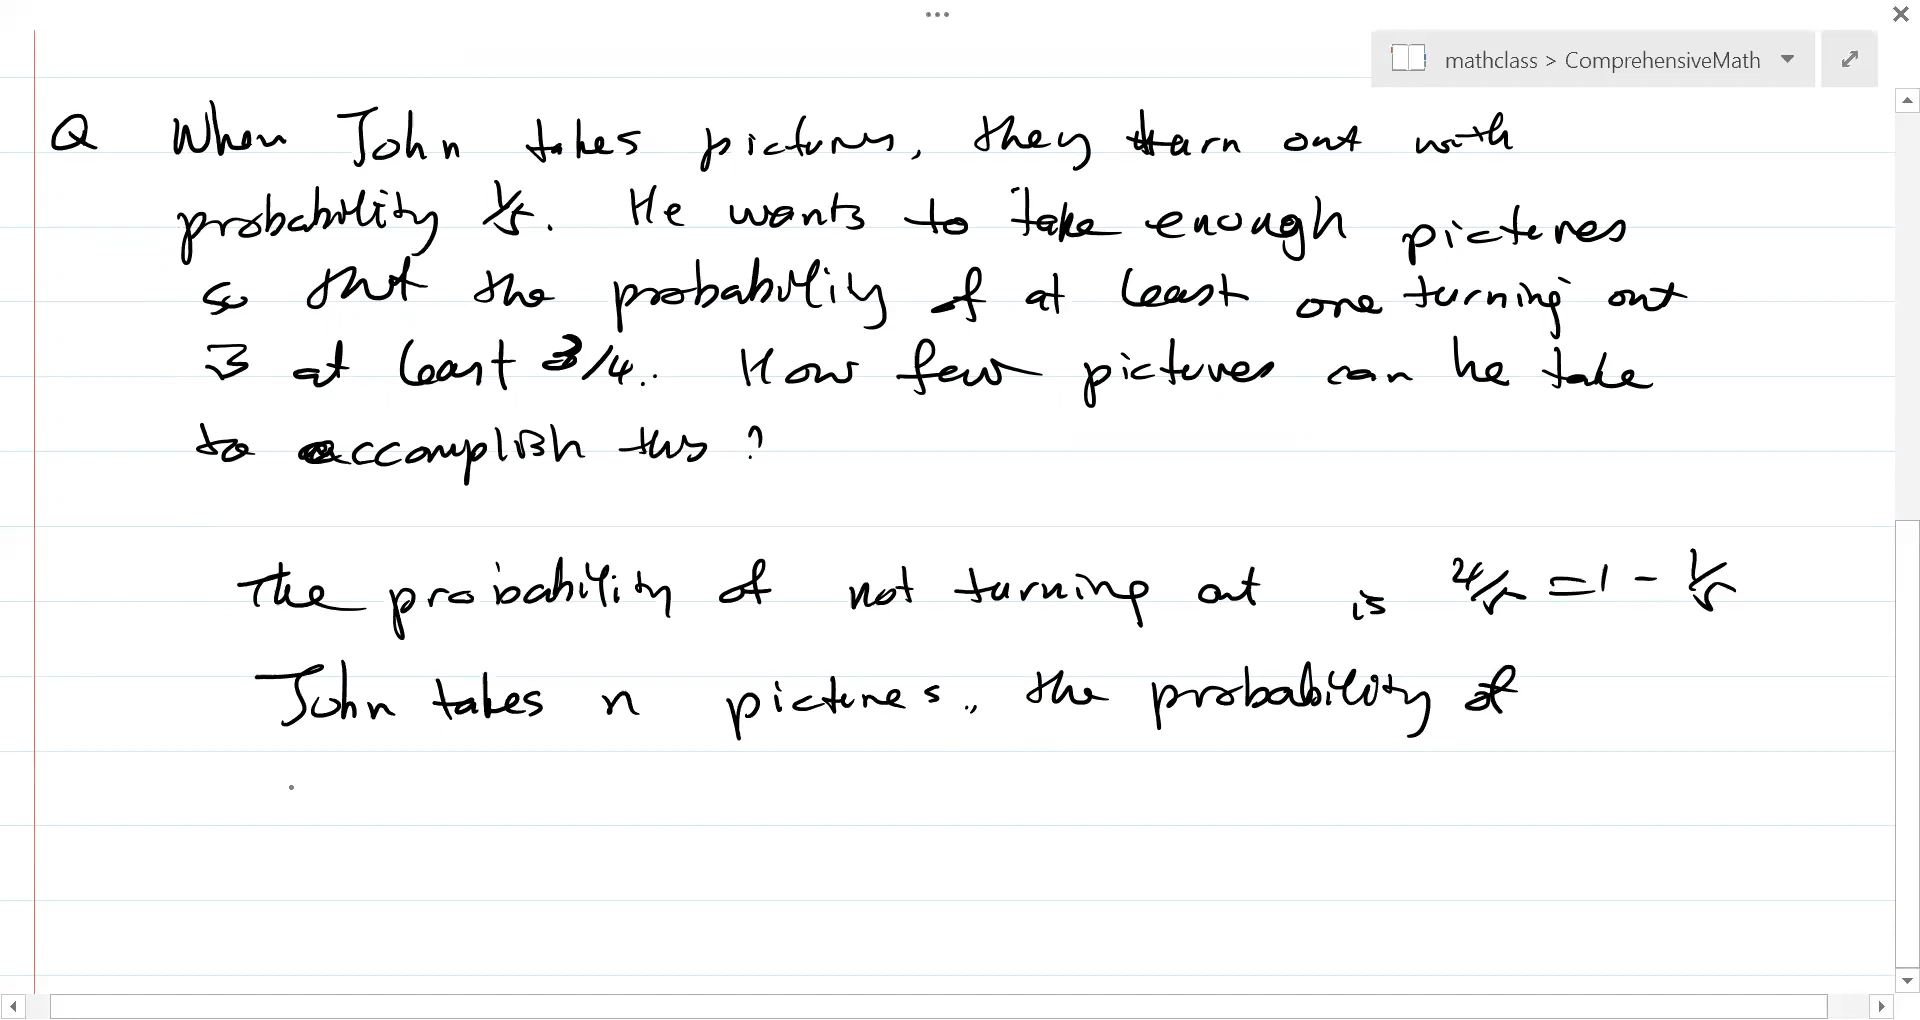 ...
mathclass > ComprehensiveMath
Q When John takes pictures, they turn out with
probability 1/5. He wants to take enough pictures
so that the probability of at least one turning out
is at least 3/4. How few pictures can he take
to accomplish this ?
The probability of not turning out is 4/5 = 1 - 1/5
John takes n pictures, the probability of